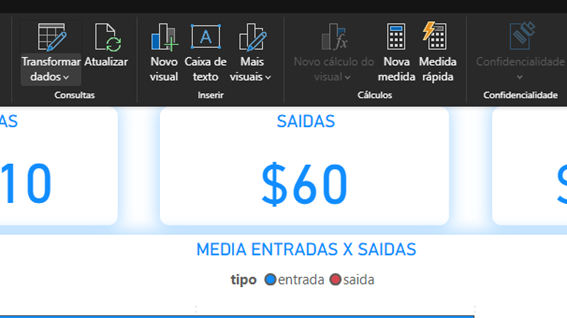 Transformar dados
Atualizar
Novo visual
Caixa de texto
Mais visuais
Novo cálculo do visual
Nova medida
Medida rápida
Confidencialidade
Consultas
Inserir
Cálculos
Confidencialidade
AS
SAIDAS
10
$60
$
MEDIA ENTRADAS X SAIDAS
tipo entrada saida